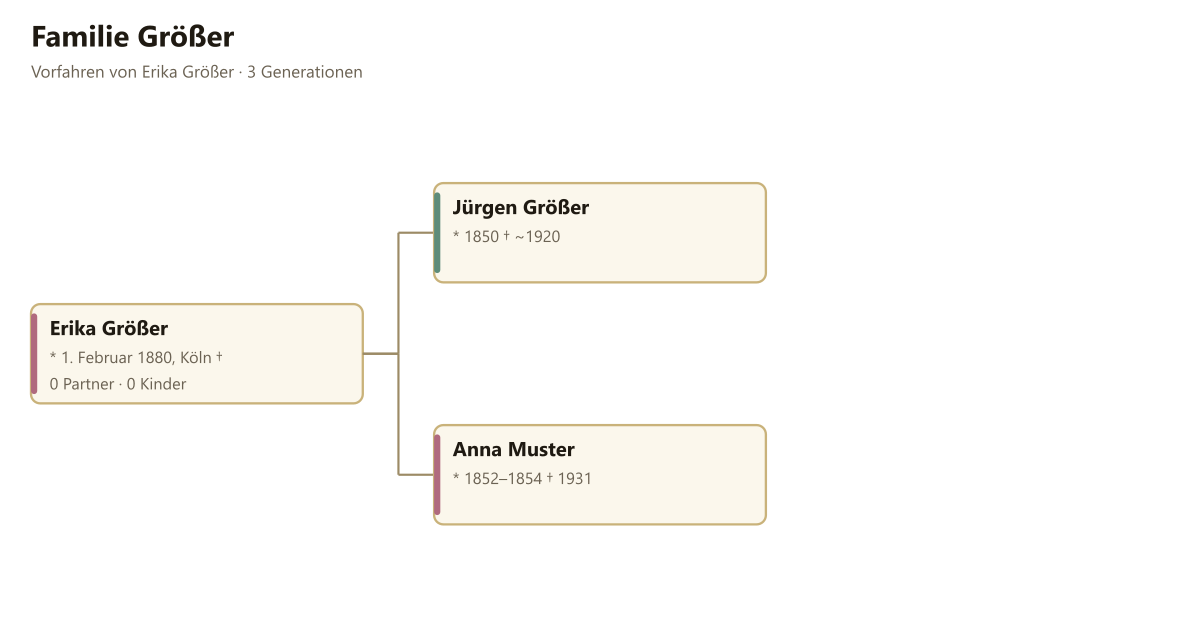 Familie Größer
Vorfahren von Erika Größer · 3 Generationen
Jürgen Größer
* 1850 † ~1920
Erika Größer
* 1. Februar 1880, Köln †
0 Partner · 0 Kinder
Anna Muster
* 1852–1854 † 1931